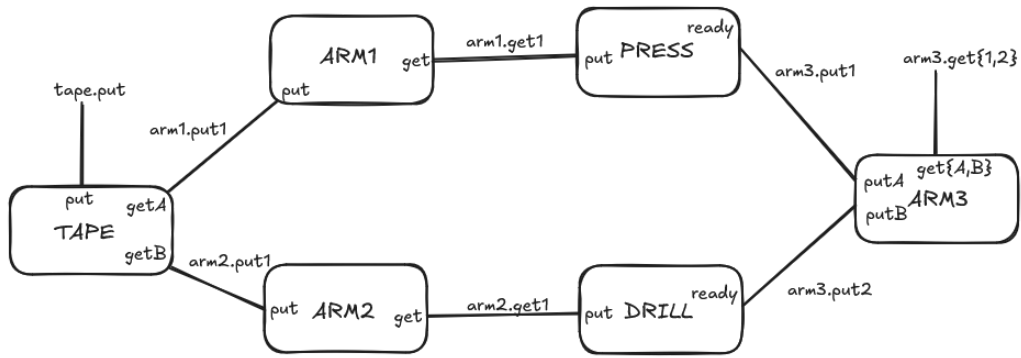 ready
arm1.get1
ARM1
get
put
PRESS
arm3.get{1,2}
tape.put
put
arm3.put1
arm1.put1
get{A,B}
putA
ARM3
putB
put
getA
TAPE
getB
arm2.put1
arm3.put2
ready
put
ARM2
get
arm2.get1
put
DRILL